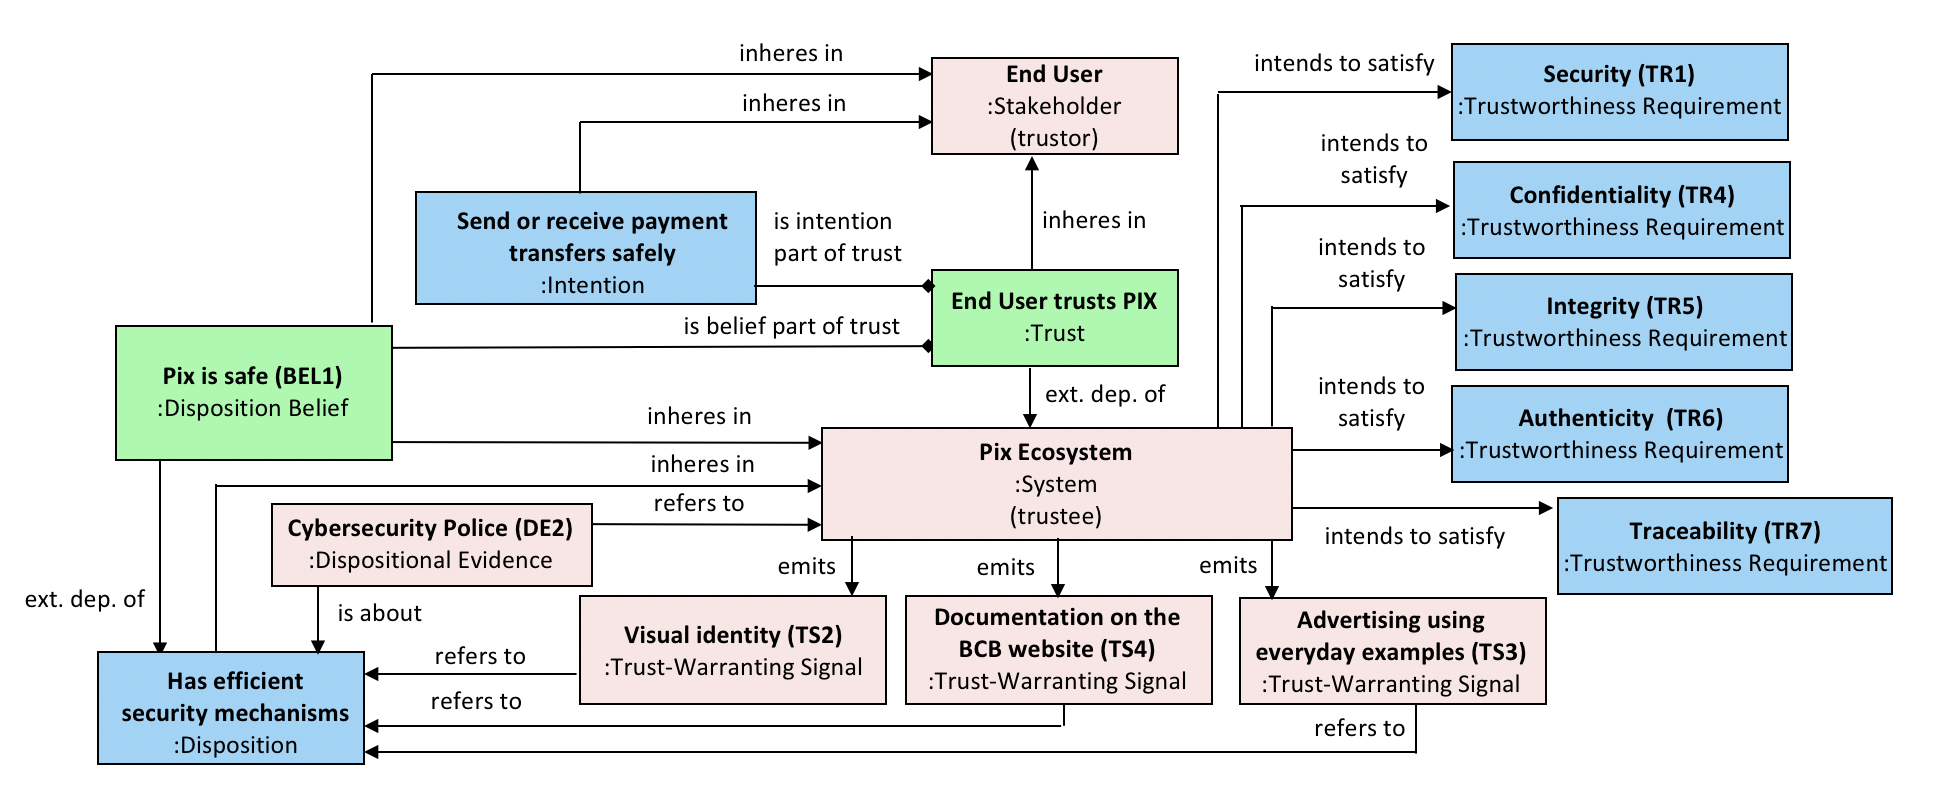 inheres in
End User
:Stakeholder
(trustor)
intends to satisfy
Security (TR1)
:Trustworthiness Requirement
inheres in
intends to
satisfy
Confidentiality (TR4)
:Trustworthiness Requirement
Send or receive payment
transfers safely
:Intention
is intention
part of trust
inheres in
intends to
satisfy
End User trusts PIX
:Trust
Integrity (TR5)
:Trustworthiness Requirement
is belief part of trust
Pix is safe (BEL1)
:Disposition Belief
ext. dep. of
intends to
satisfy
Authenticity (TR6)
:Trustworthiness Requirement
inheres in
inheres in
refers to
Pix Ecosystem
:System
(trustee)
Cybersecurity Police (DE2)
:Dispositional Evidence
intends to satisfy
Traceability (TR7)
:Trustworthiness Requirement
emits
emits
emits
ext. dep. of
is about
Visual identity (TS2)
:Trust-Warranting Signal
Documentation on the
BCB website (TS4)
:Trust-Warranting Signal
Advertising using
everyday examples (TS3)
:Trust-Warranting Signal
refers to
refers to
refers to
Has efficient
security mechanisms
:Disposition